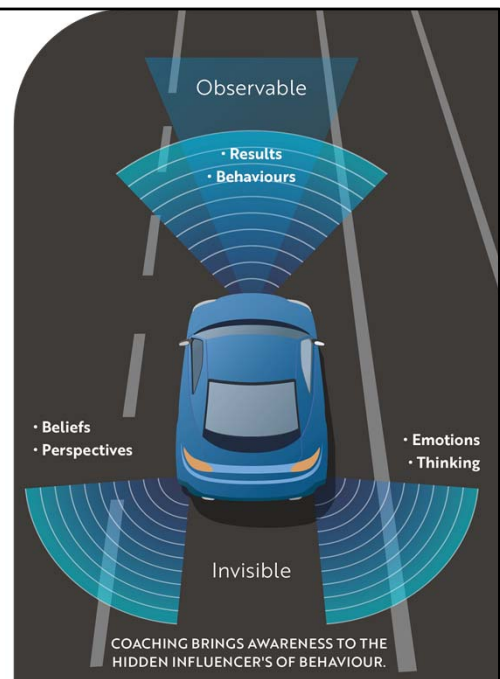 Observable
• Results
• Behaviours
• Beliefs
• Perspectives
• Emotions
• Thinking
Invisible
COACHING BRINGS AWARENESS TO THE
HIDDEN INFLUENCER'S OF BEHAVIOUR.